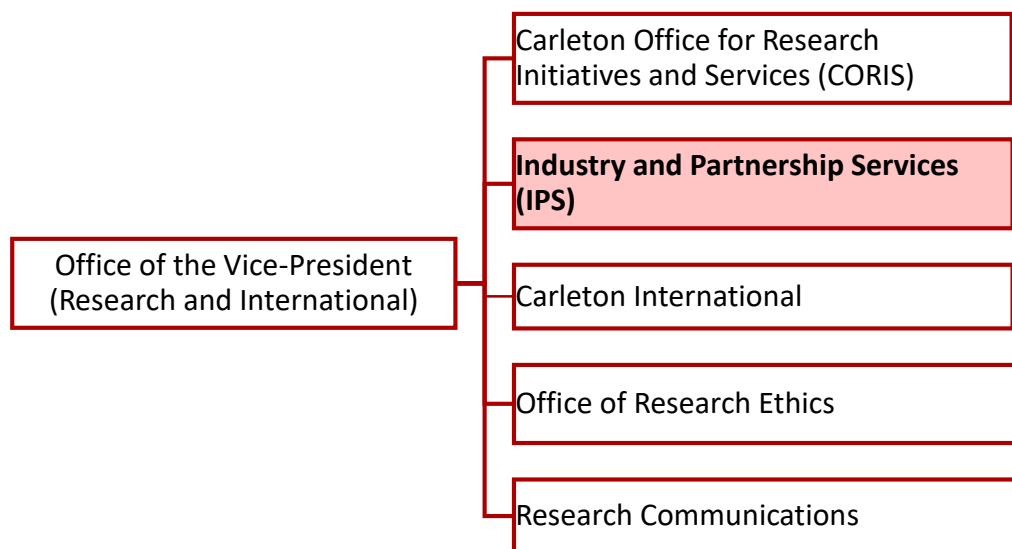 Carleton Office for Research
Initiatives and Services (CORIS)
Industry and Partnership Services
(IPS)
Office of the Vice-President
(Research and International)
Carleton International
Office of Research Ethics
Research Communications